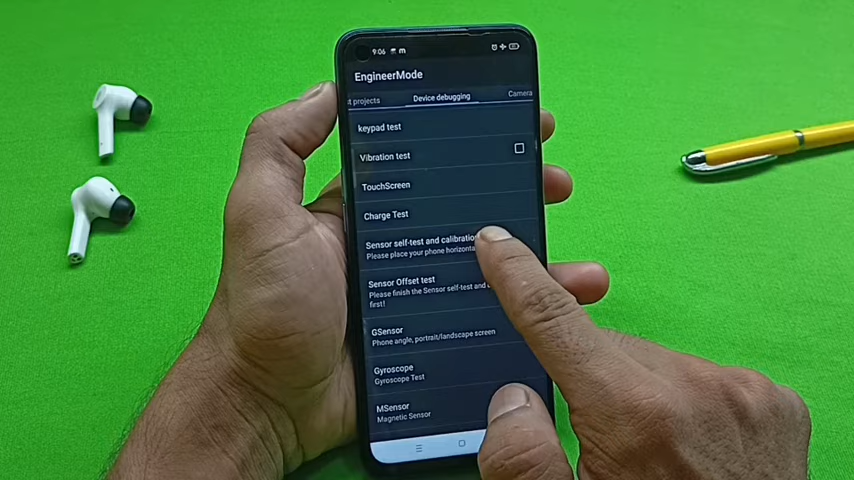 9:06
EngineerMode
t projects Device debugging Camera
keypad test
Vibration test
TouchScreen
Charge Test
Sensor self-test and calibration
Please place your phone horizonta
Sensor Offset test
Please finish the Sensor self-test and
first!
GSensor
Phone angle, portrait/landscape screen
Gyroscope
Gyroscope Test
MSensor
Magnetic Sensor